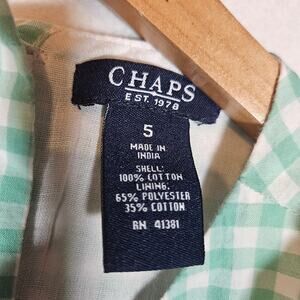 CHAPS
EST. 1978
5
MADE IN
INDIA
SHELL:
100% COTTON
LINING:
65% POLYESTER
35% COTTON
RN 41381